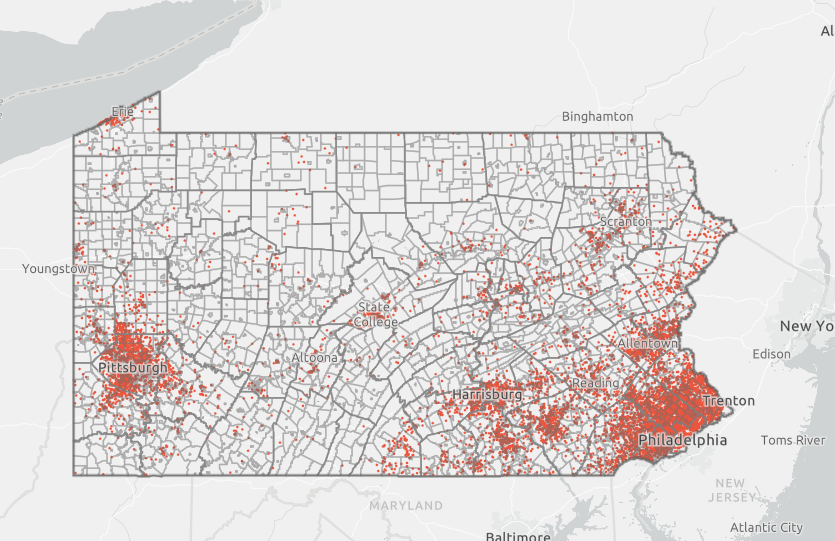 Al
Erie
Binghamton
Scranton
Youngstown
State
College
New Yo
Allentown
Edison
Altoona
Pittsburgh
Reading
Harrisburg
Trenton
Philadelphia
Toms River
NEW
JERSEY
MARYLAND
Atlantic City
Baltimore